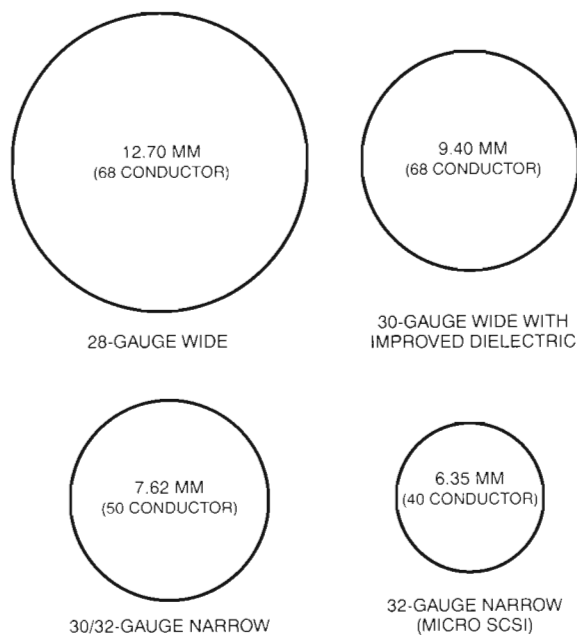 12.70 MM
(68 CONDUCTOR)
28-GAUGE WIDE
9.40 MM
(68 CONDUCTOR)
30-GAUGE WIDE WITH
IMPROVED DIELECTRIC
7.62 MM
(50 CONDUCTOR)
30/32-GAUGE NARROW
6.35 MM
(40 CONDUCTOR)
32-GAUGE NARROW
(MICRO SCSI)